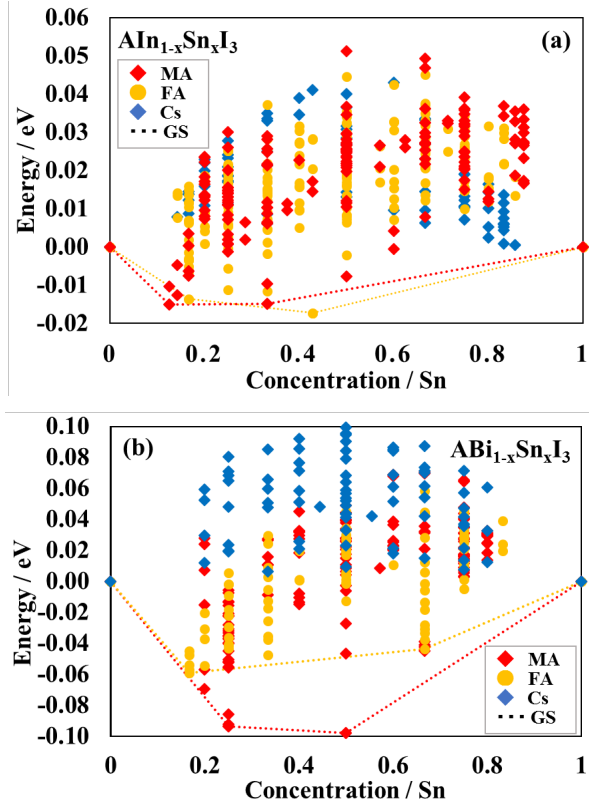 0.06
AIn1-xSnxI3
(a)
0.05
MA
0.04
FA
Cs
0.03
GS
0.02
0.01
0.00
-0.01
-0.02
Energy / eV
0 0.2 0.4 0.6 0.8 1
Concentration / Sn
0.10
(b)
ABi1-xSnxI3
0.08
0.06
0.04
0.02
0.00
-0.02
-0.04
MA
-0.06
FA
Cs
-0.08
GS
-0.10
Energy / eV
0 0.2 0.4 0.6 0.8 1
Concentration / Sn